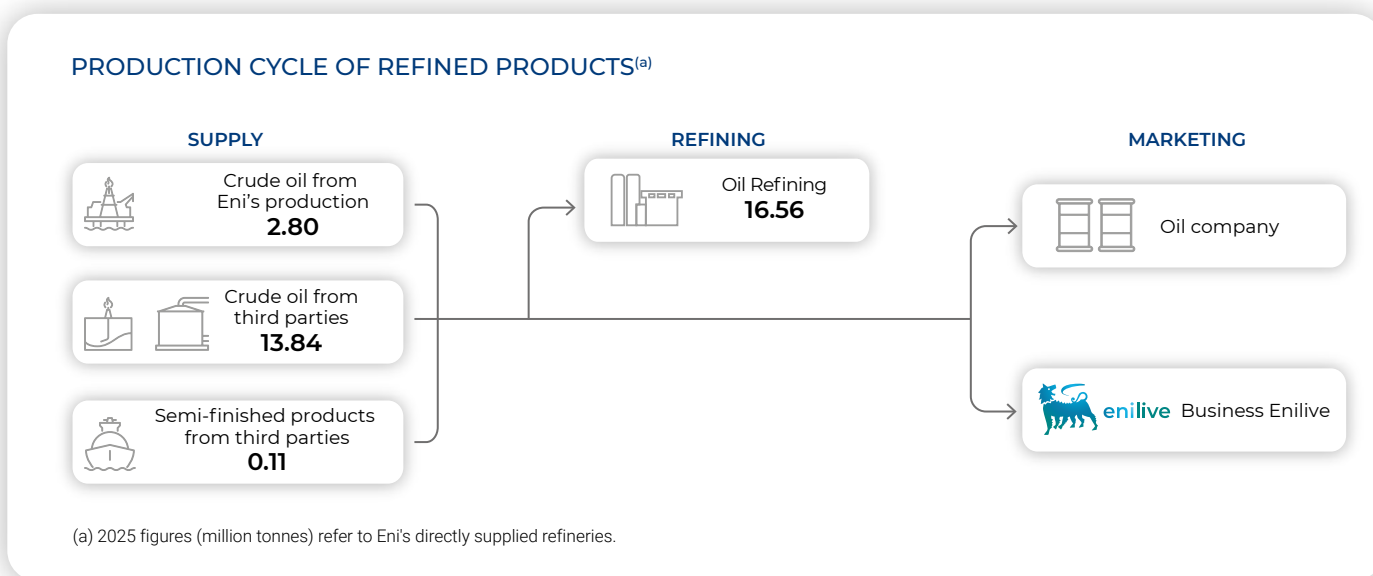 PRODUCTION CYCLE OF REFINED PRODUCTS(a)
SUPPLY
Crude oil from
Eni's production
2.80
Crude oil from
third parties
13.84
Semi-finished products
from third parties
0.11
REFINING
Oil Refining
16.56
MARKETING
Oil company
enilive Business Enilive
(a) 2025 figures (million tonnes) refer to Eni's directly supplied refineries.